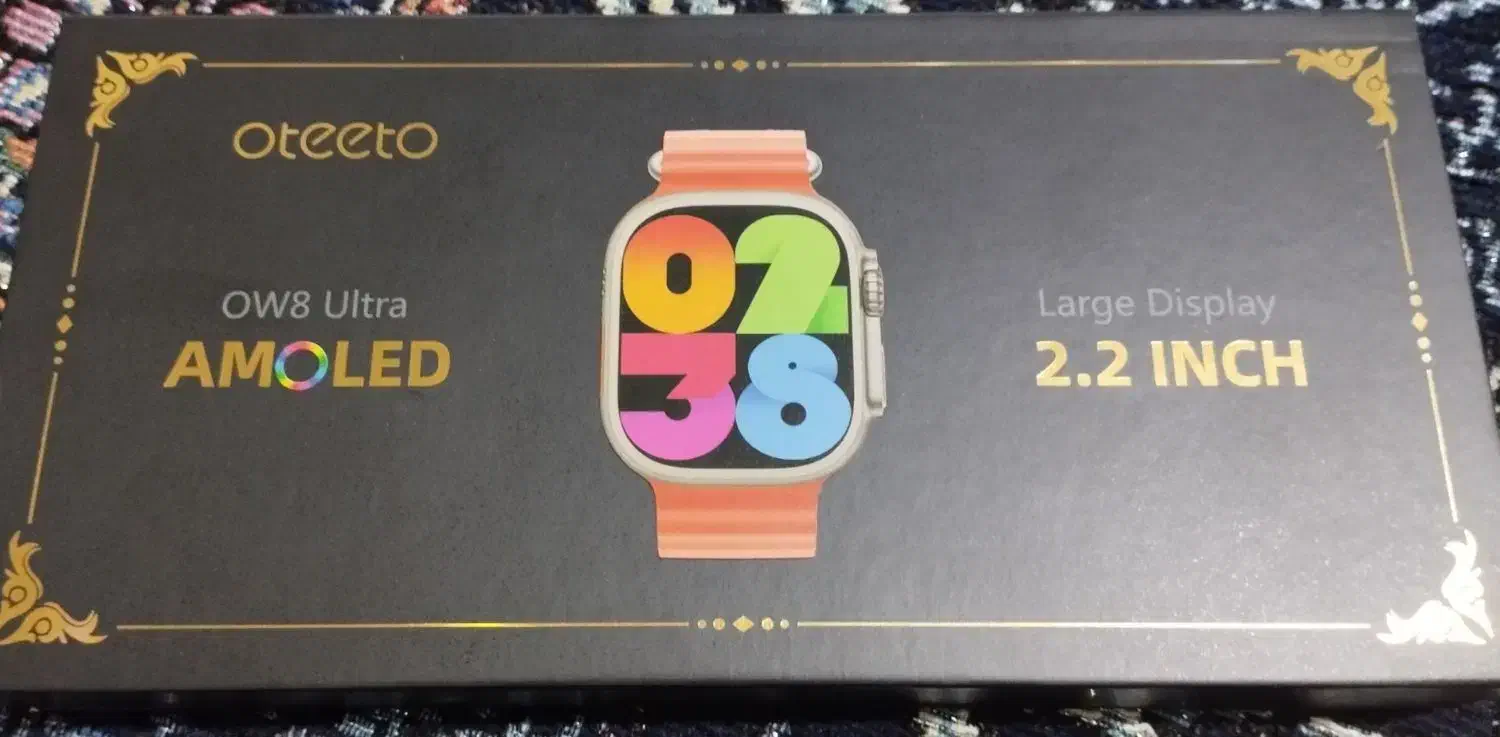 oteeto
OW8 Ultra
AMOLED
02
38
Large Display
2.2 INCH